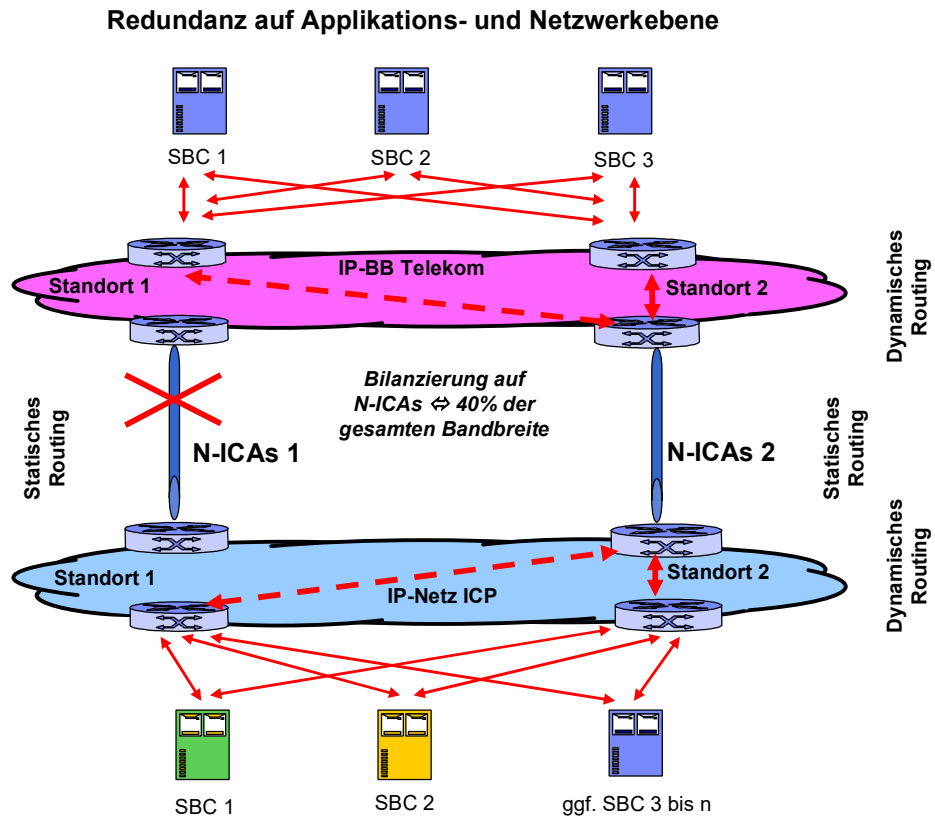 Redundanz auf Applikations- und Netzwerkebene
SBC 1
SBC 2
SBC 3
IP-BB Telekom
Standort 1
Standort 2
Dynamisches
Routing
Bilanzierung auf
N-ICAs ⇔ 40% der
gesamten Bandbreite
Statisches
Routing
N-ICAs 1
N-ICAs 2
Statisches
Routing
Standort 1
Standort 2
IP-Netz ICP
Dynamisches
Routing
SBC 1
SBC 2
ggf. SBC 3 bis n